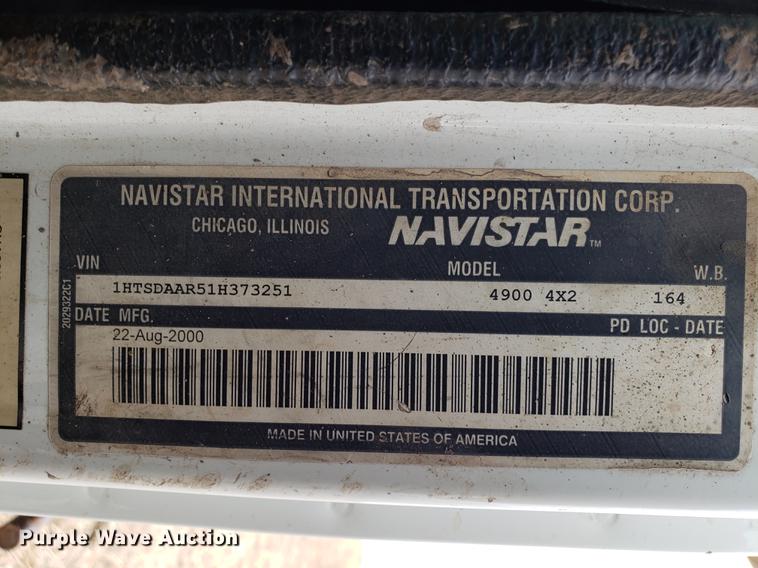 NAVISTAR INTERNATIONAL TRANSPORTATION CORP.
CHICAGO, ILLINOIS NAVISTAR™
VIN MODEL W.B.
1HTSDAAR51H373251 4900 4X2 164
DATE MFG. PD LOC - DATE
22-Aug-2000
MADE IN UNITED STATES OF AMERICA
2029322C1
Purple Wave Auction